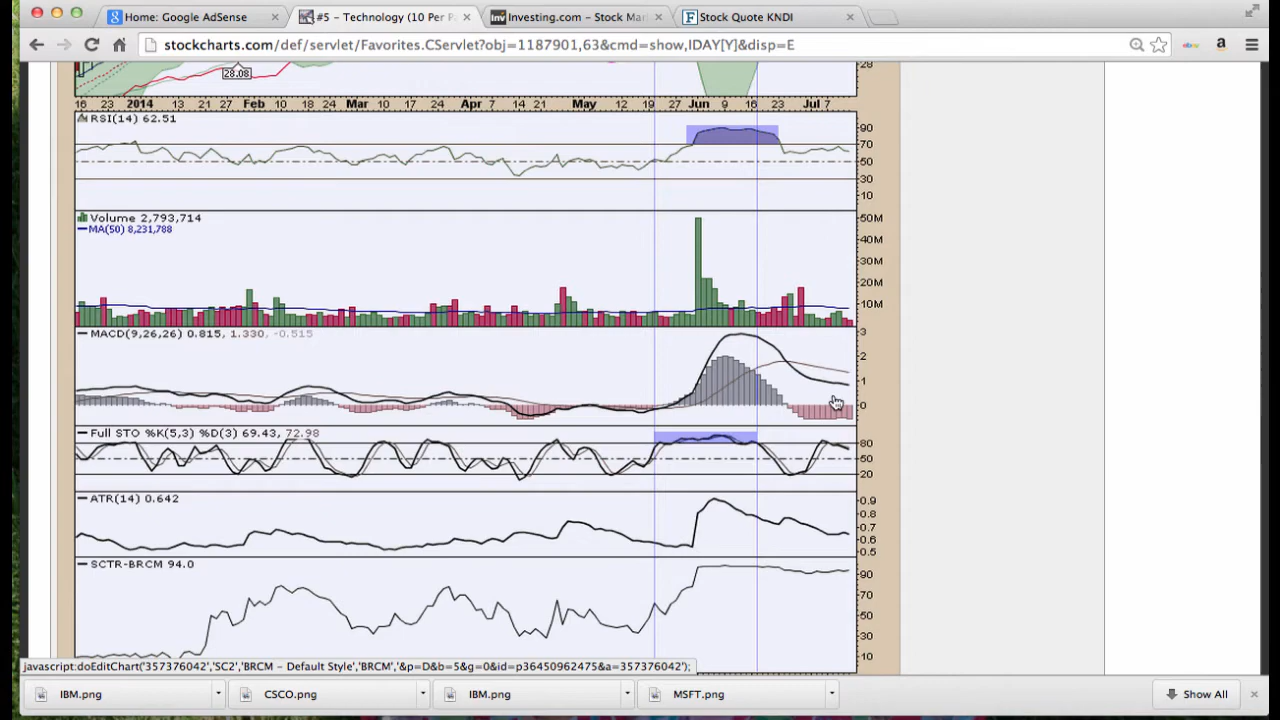 Home: Google AdSense
#5 – Technology (10 Per Pa
Inv
Investing.com – Stock Mar
F
Stock Quote KNDI
stockcharts.com/def/servlet/Favorites.CServlet?obj=1187901,63&cmd=show,IDAY[Y]&disp=E
28.08
28
16 2014 13 21 27 Feb 10 18 24 Mar 10 17 24 Apr 7 14 21 May 12 19 27 Jun 9 16 23 Jul 7
RSI(14) 62.51
90
70
50
30
10
Volume 2,793,714
MA(50) 8,231,788
50M
40M
30M
20M
10M
MACD(9,26,26) 0.815, 1.330, -0.515
3
2
1
0
Full STO %K(5,3) %D(3) 69.43, 72.98
80
50
20
ATR(14) 0.642
0.9
0.8
0.7
0.6
0.5
SCTR-BRCM 94.0
90
70
50
30
10
javascript:doEditChart('357376042','SC2','BRCM – Default Style','BRCM','&p=D&b=5&g=0&id=p36450962475&a=357376042');
IBM.png
CSCO.png
IBM.png
MSFT.png
Show All